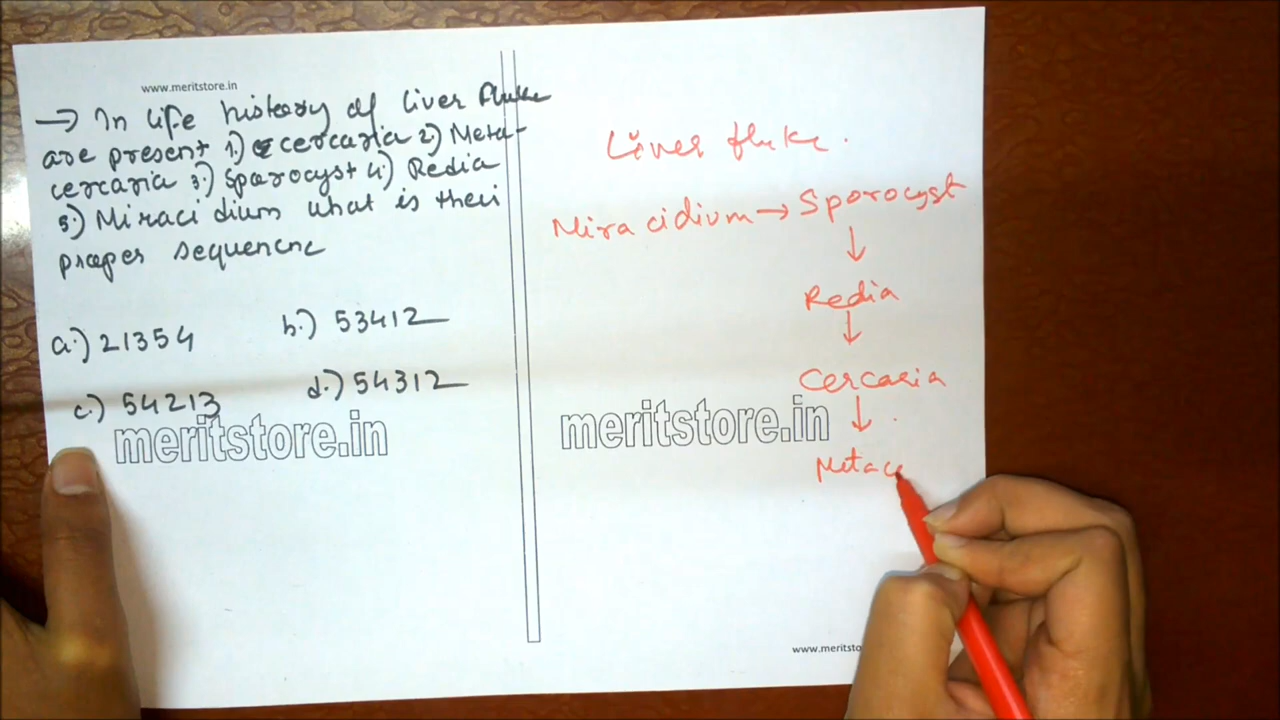 www.meritstore.in
→ In life history of liver fluke
are present 1.) cercaria 2) Meta-
cercaria 3.) Sporocyst 4.) Redia
5.) Miracidium what is their
proper sequence
a.) 21354
b.) 53412
c.) 54213
d.) 54312
meritstore.in
Liver fluke.
Miracidium → Sporocyst
↓
Redia
↓
Cercaria
↓
Metace
meritstore.in
www.meritsto